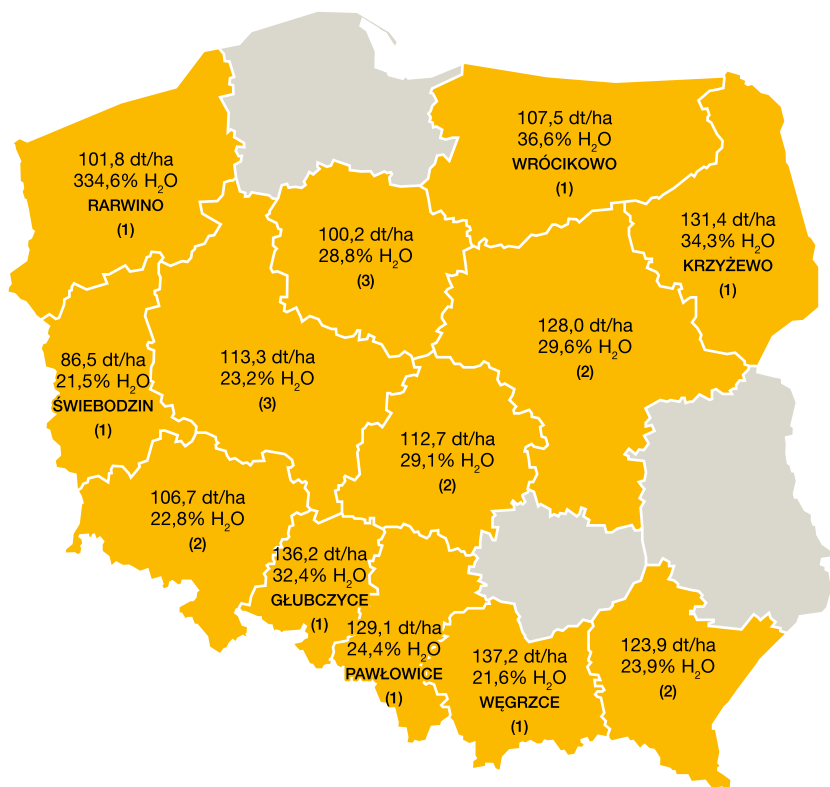 107,5 dt/ha
36,6% H₂O
WRÓCIKOWO
(1)
101,8 dt/ha
334,6% H₂O
RARWINO
(1)
131,4 dt/ha
34,3% H₂O
KRZYŻEWO
(1)
100,2 dt/ha
28,8% H₂O
(3)
128,0 dt/ha
29,6% H₂O
(2)
86,5 dt/ha
21,5% H₂O
ŚWIEBODZIN
(1)
113,3 dt/ha
23,2% H₂O
(3)
112,7 dt/ha
29,1% H₂O
(2)
106,7 dt/ha
22,8% H₂O
(2)
136,2 dt/ha
32,4% H₂O
GŁUBCZYCE
(1)
129,1 dt/ha
24,4% H₂O
PAWŁOWICE
(1)
137,2 dt/ha
21,6% H₂O
WĘGRZCE
(1)
123,9 dt/ha
23,9% H₂O
(2)